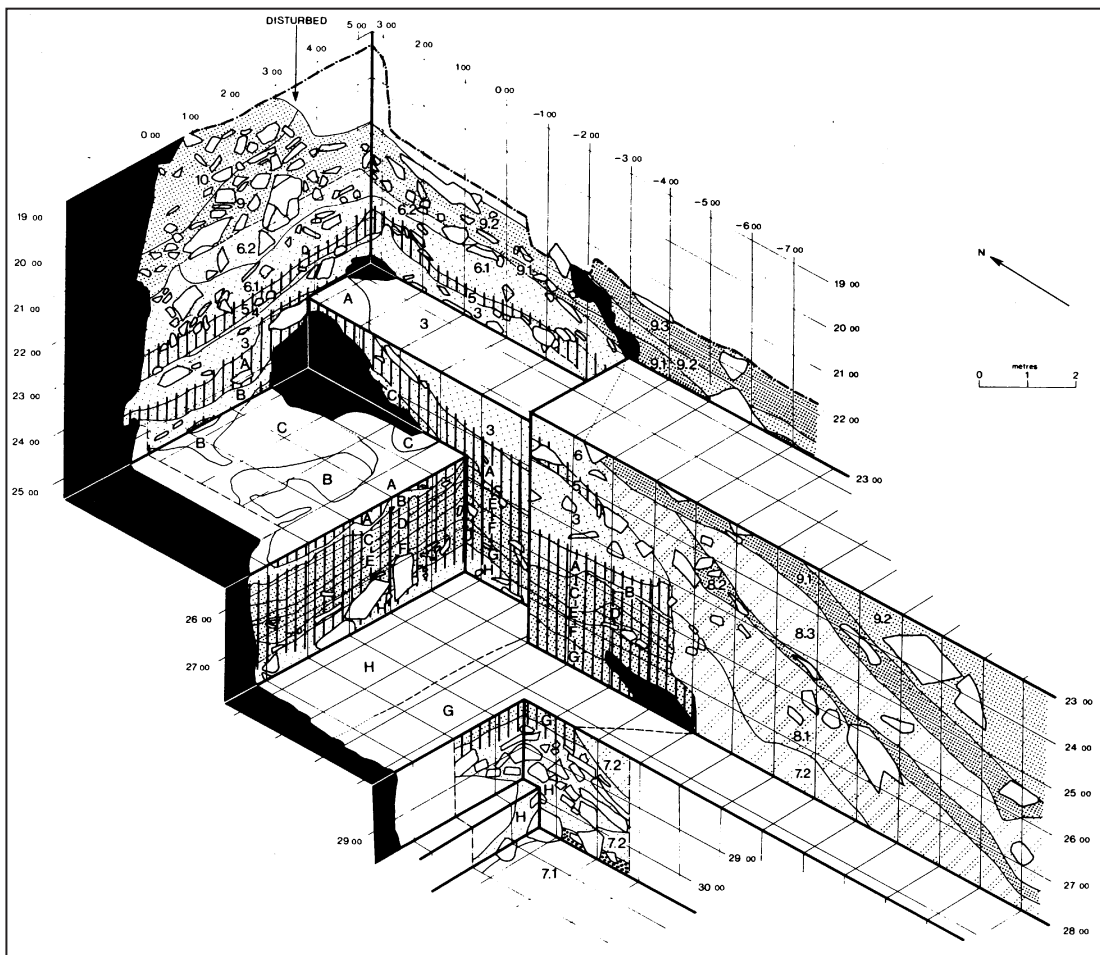 DISTURBED
5 00 3 00
4 00 2 00
3 00 1 00
2 00 0 00
1 00 -1 00
0 00 -2 00
-3 00
-4 00
-5 00
-6 00
-7 00
N
metres
0 1 2
19 00
20 00
21 00
22 00
23 00
24 00
25 00
26 00
27 00
29 00
19 00
20 00
21 00
22 00
23 00
23 00
24 00
25 00
26 00
27 00
28 00
29 00
30 00
10
9
6.2
6.1
5
3
A
B
6.2
9.2
6.1
9.1
5
3
9.3
9.1 9.2
A
3
C
3
B
C
C
B
A
6
5
3
A
B
C
D
E
F
A
E
F
G
H
A
C
B
D
E
F
G
8.2
8.3
9.1
9.2
8.1
7.2
H
G
G
8
7.2
H
H
7.2
7.1